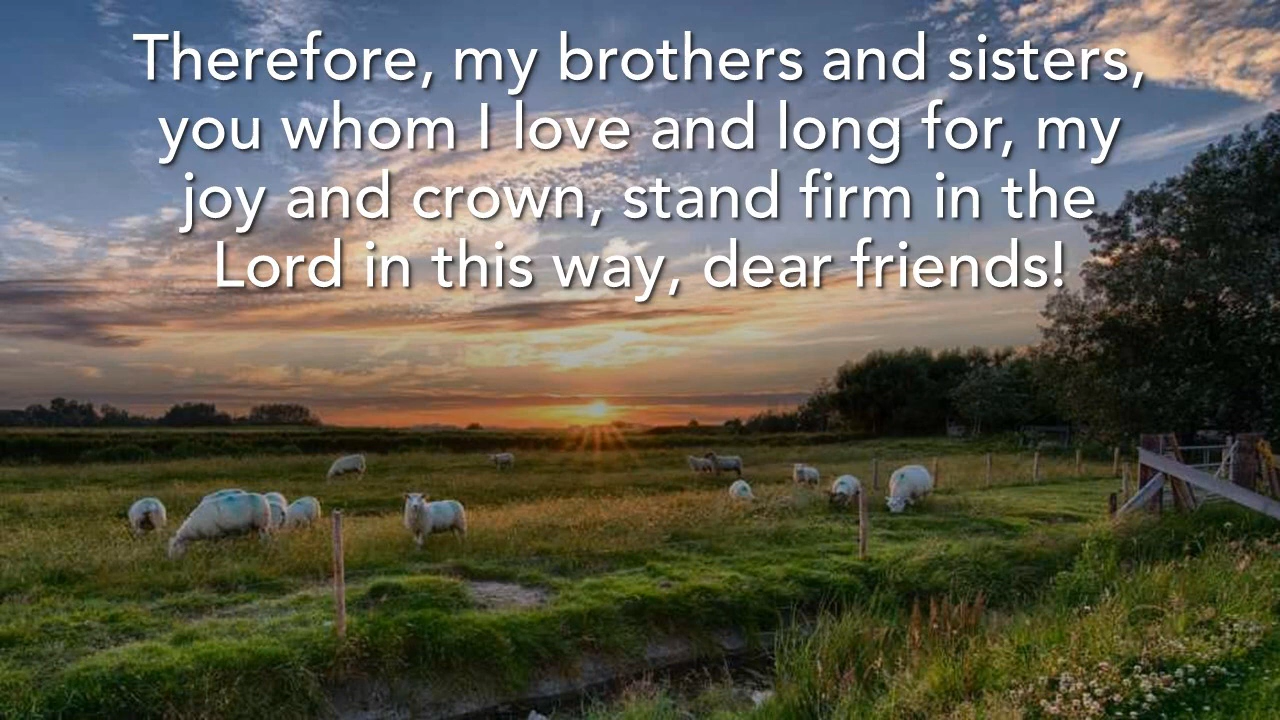 Therefore, my brothers and sisters,
you whom I love and long for, my
joy and crown, stand firm in the
Lord in this way, dear friends!